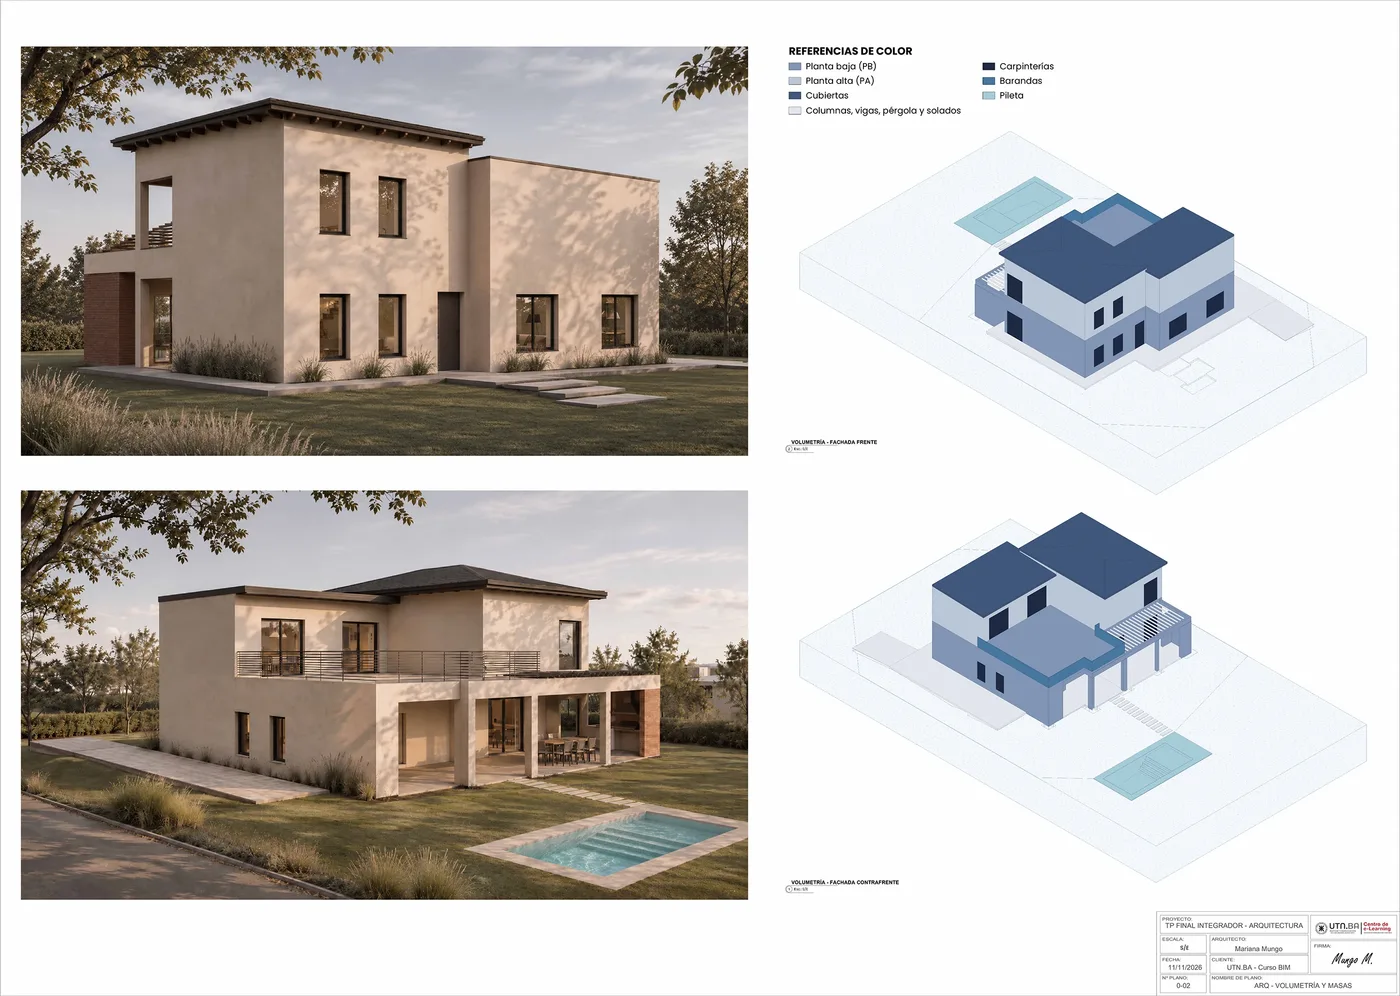 REFERENCIAS DE COLOR
Planta baja (PB)
Planta alta (PA)
Cubiertas
Columnas, vigas, pérgola y solados
Carpinterías
Barandas
Pileta
VOLUMETRÍA - FACHADA FRENTE
VOLUMETRÍA - FACHADA CONTRAFRENTE
PROYECTO:
TP FINAL INTEGRADOR - ARQUITECTURA
ESCALA:
s/e
ARQUITECTO:
Mariana Mungo
FECHA:
11/11/2026
CLIENTE:
UTN.BA - Curso BIM
Nº PLANO:
0-02
NOMBRE DE PLANO:
ARQ - VOLUMETRÍA Y MASAS
UTN.BA
Centro de
e-Learning
FIRMA:
Mungo M.